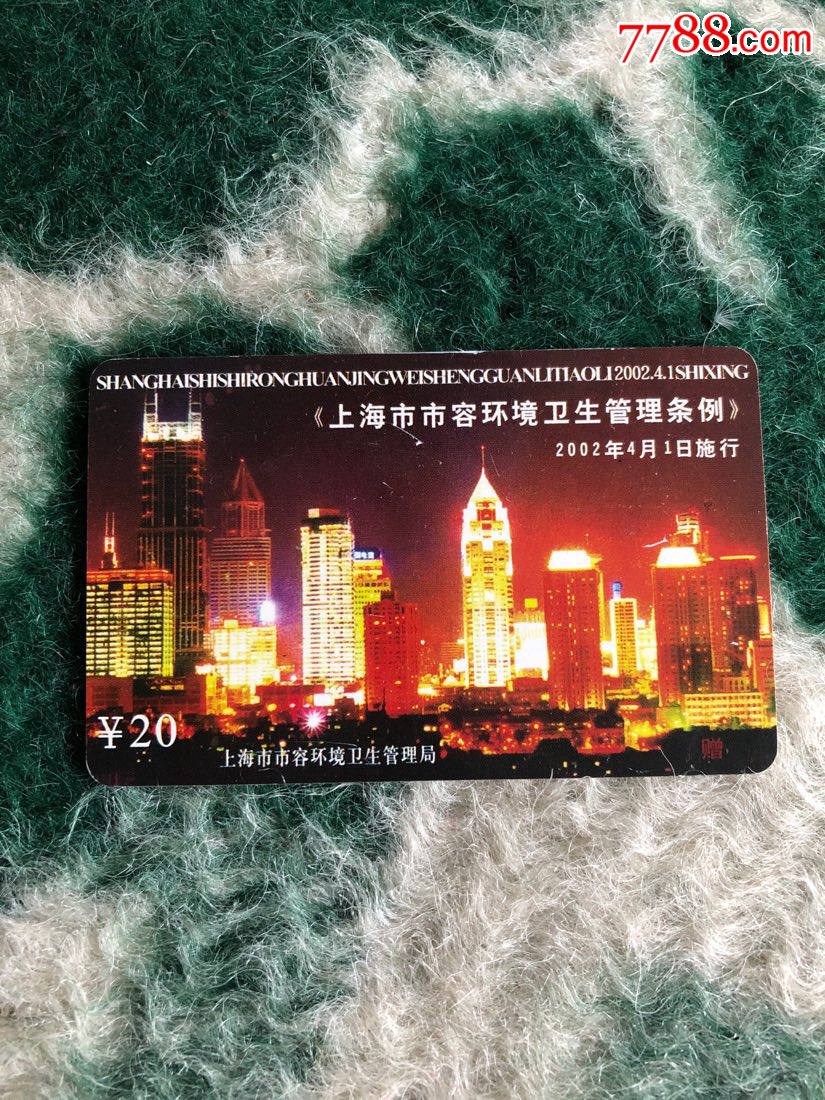 7788.com
SHANGHAISHISHIRONGHUANJINGWEISHENGGUANLITIAOLI2002.4.1SHIXING
《上海市市容环境卫生管理条例》
2002年4月1日施行
¥20
上海市市容环境卫生管理局
赠